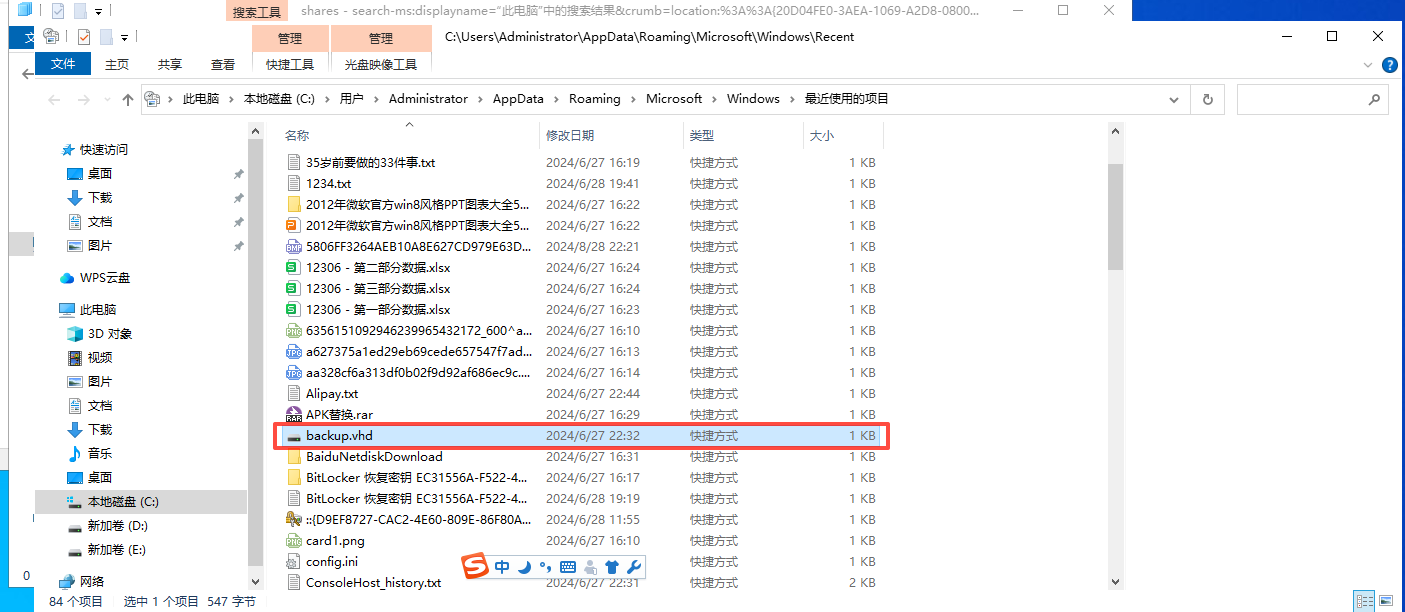 搜索工具 shares - search-ms:displayname="此电脑"中的搜索结果&crumb=location:%3A%3A{20D04FE0-3AEA-1069-A2D8-0800...
管理 管理 C:\Users\Administrator\AppData\Roaming\Microsoft\Windows\Recent
文件 主页 共享 查看 快捷工具 光盘映像工具
此电脑 本地磁盘 (C:) 用户 Administrator AppData Roaming Microsoft Windows 最近使用的项目
快速访问
桌面
下载
文档
图片
WPS云盘
此电脑
3D 对象
视频
图片
文档
下载
音乐
桌面
本地磁盘 (C:)
新加卷 (D:)
新加卷 (E:)
网络
名称 修改日期 类型 大小
35岁前要做的33件事.txt 2024/6/27 16:19 快捷方式 1 KB
1234.txt 2024/6/28 19:41 快捷方式 1 KB
2012年微软官方win8风格PPT图表大全5... 2024/6/27 16:22 快捷方式 1 KB
2012年微软官方win8风格PPT图表大全5... 2024/6/27 16:22 快捷方式 1 KB
5806FF3264AEB10A8E627CD979E63D... 2024/8/28 22:21 快捷方式 1 KB
12306 - 第二部分数据.xlsx 2024/6/27 16:24 快捷方式 1 KB
12306 - 第三部分数据.xlsx 2024/6/27 16:24 快捷方式 1 KB
12306 - 第一部分数据.xlsx 2024/6/27 16:23 快捷方式 1 KB
6356151092946239965432172_600^a... 2024/6/27 16:10 快捷方式 1 KB
a627375a1ed29eb69cede657547f7ad... 2024/6/27 16:13 快捷方式 1 KB
aa328cf6a313df0b02f9d92af686ec9c.... 2024/6/27 16:14 快捷方式 1 KB
Alipay.txt 2024/6/27 22:44 快捷方式 1 KB
APK替换.rar 2024/6/27 16:29 快捷方式 1 KB
backup.vhd 2024/6/27 22:32 快捷方式 1 KB
BaiduNetdiskDownload 2024/6/27 16:31 快捷方式 1 KB
BitLocker 恢复密钥 EC31556A-F522-4... 2024/6/27 16:17 快捷方式 1 KB
BitLocker 恢复密钥 EC31556A-F522-4... 2024/6/28 19:19 快捷方式 1 KB
::{D9EF8727-CAC2-4E60-809E-86F80A... 2024/6/28 11:55 快捷方式 1 KB
card1.png 2024/6/27 16:10 快捷方式 1 KB
config.ini 快捷方式 1 KB
ConsoleHost_history.txt 2024/6/27 22:31 快捷方式 2 KB
中
0
84 个项目 选中 1 个项目 547 字节